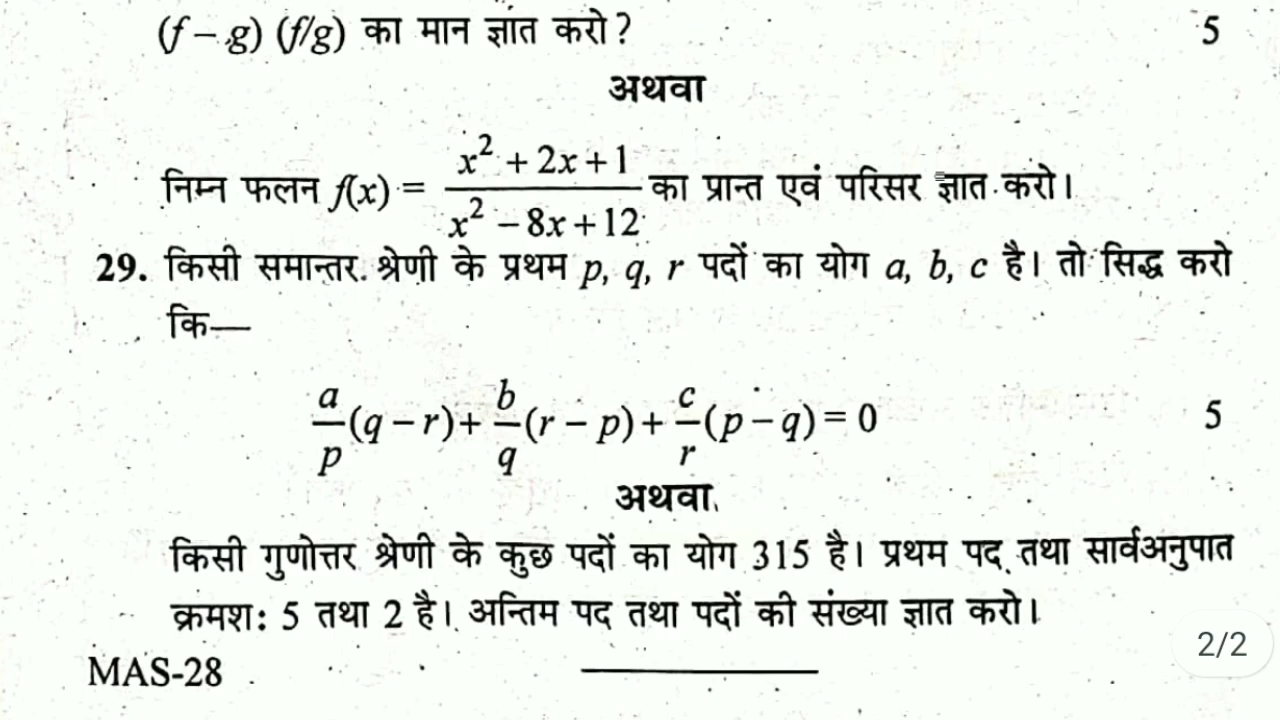 (f – g) (f/g) का मान ज्ञात करो? 5
अथवा
निम्न फलन f(x) = (x² + 2x + 1)/(x² – 8x + 12) का प्रान्त एवं परिसर ज्ञात करो।
29. किसी समान्तर श्रेणी के प्रथम p, q, r पदों का योग a, b, c है। तो सिद्ध करो
कि—
a/p (q – r) + b/q (r – p) + c/r (p – q) = 0 5
अथवा
किसी गुणोत्तर श्रेणी के कुछ पदों का योग 315 है। प्रथम पद तथा सार्वअनुपात
क्रमश: 5 तथा 2 है। अन्तिम पद तथा पदों की संख्या ज्ञात करो।
2/2
MAS-28